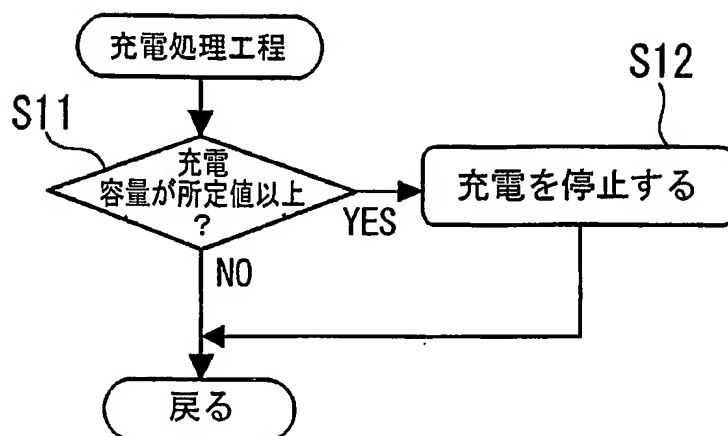 充電処理工程
S11
S12
充電
容量が所定値以上
?
充電を停止する
YES
NO
戻る